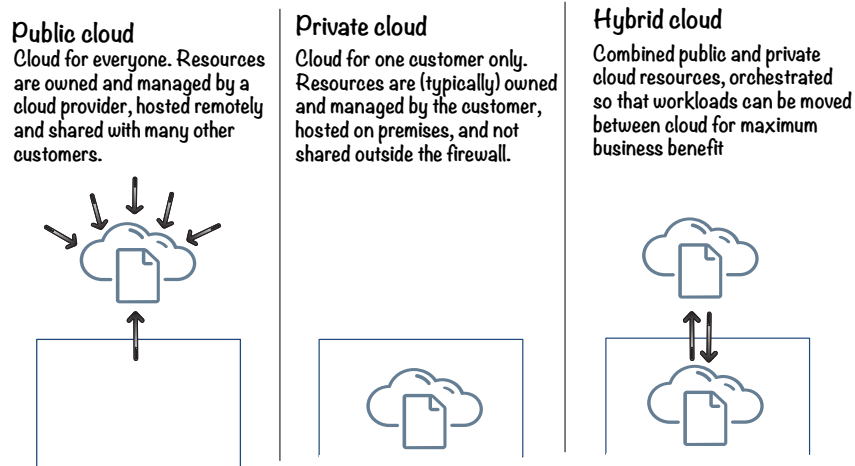 Public cloud
Cloud for everyone. Resources
are owned and managed by a
cloud provider, hosted remotely
and shared with many other
customers.
Private cloud
Cloud for one customer only.
Resources are (typically) owned
and managed by the customer,
hosted on premises, and not
shared outside the firewall.
Hybrid cloud
Combined public and private
cloud resources, orchestrated
so that workloads can be moved
between cloud for maximum
business benefit